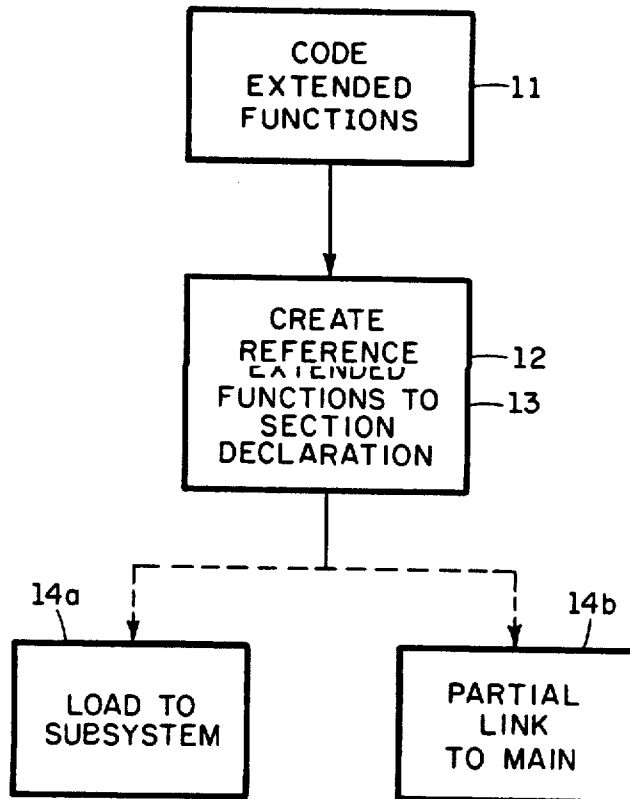 CODE
EXTENDED
FUNCTIONS
11
CREATE
REFERENCE
12
EXTENDED
FUNCTIONS TO
13
SECTION
DECLARATION
14a
14b
LOAD TO
SUBSYSTEM
PARTIAL
LINK
TO MAIN